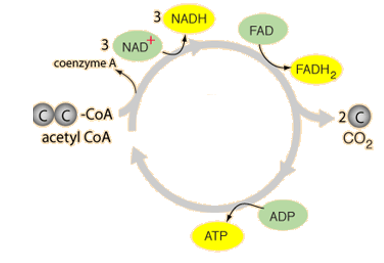 3 NADH
3 NAD+
FAD
coenzyme A
FADH2
C C -CoA
acetyl CoA
2 C
CO2
ADP
ATP